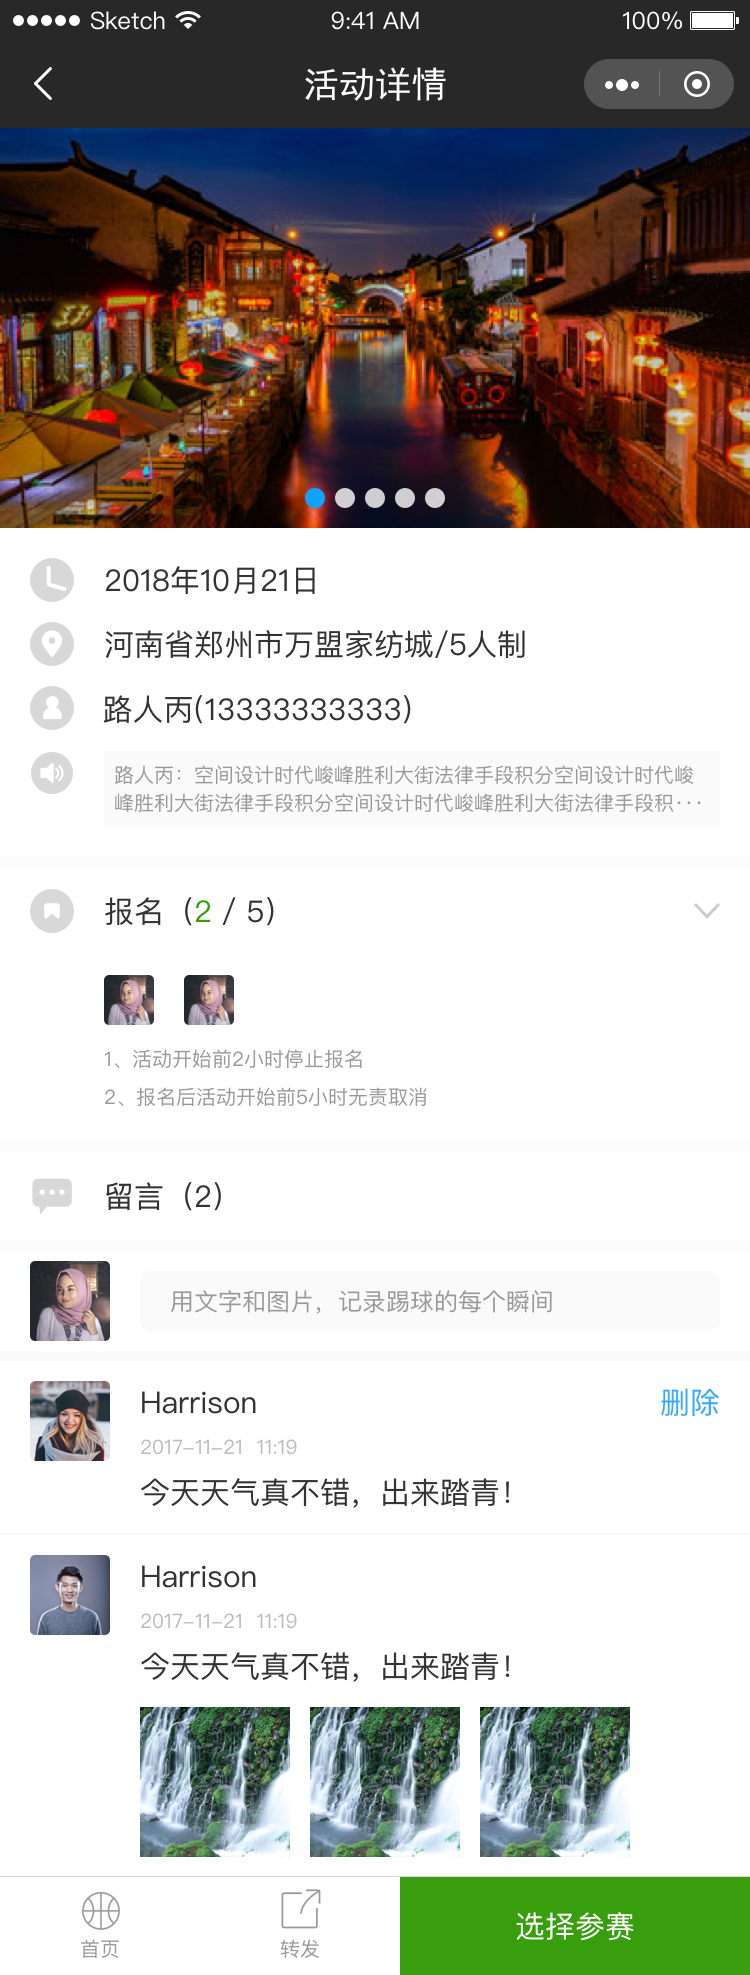 Sketch 9:41 AM 100%
活动详情
2018年10月21日
河南省郑州市万盟家纺城/5人制
路人丙(13333333333)
路人丙：空间设计时代峻峰胜利大街法律手段积分空间设计时代峻
峰胜利大街法律手段积分空间设计时代峻峰胜利大街法律手段积···
报名（2 / 5）
1、活动开始前2小时停止报名
2、报名后活动开始前5小时无责取消
留言（2）
用文字和图片，记录踢球的每个瞬间
Harrison 删除
2017-11-21 11:19
今天天气真不错，出来踏青！
Harrison
2017-11-21 11:19
今天天气真不错，出来踏青！
首页 转发 选择参赛